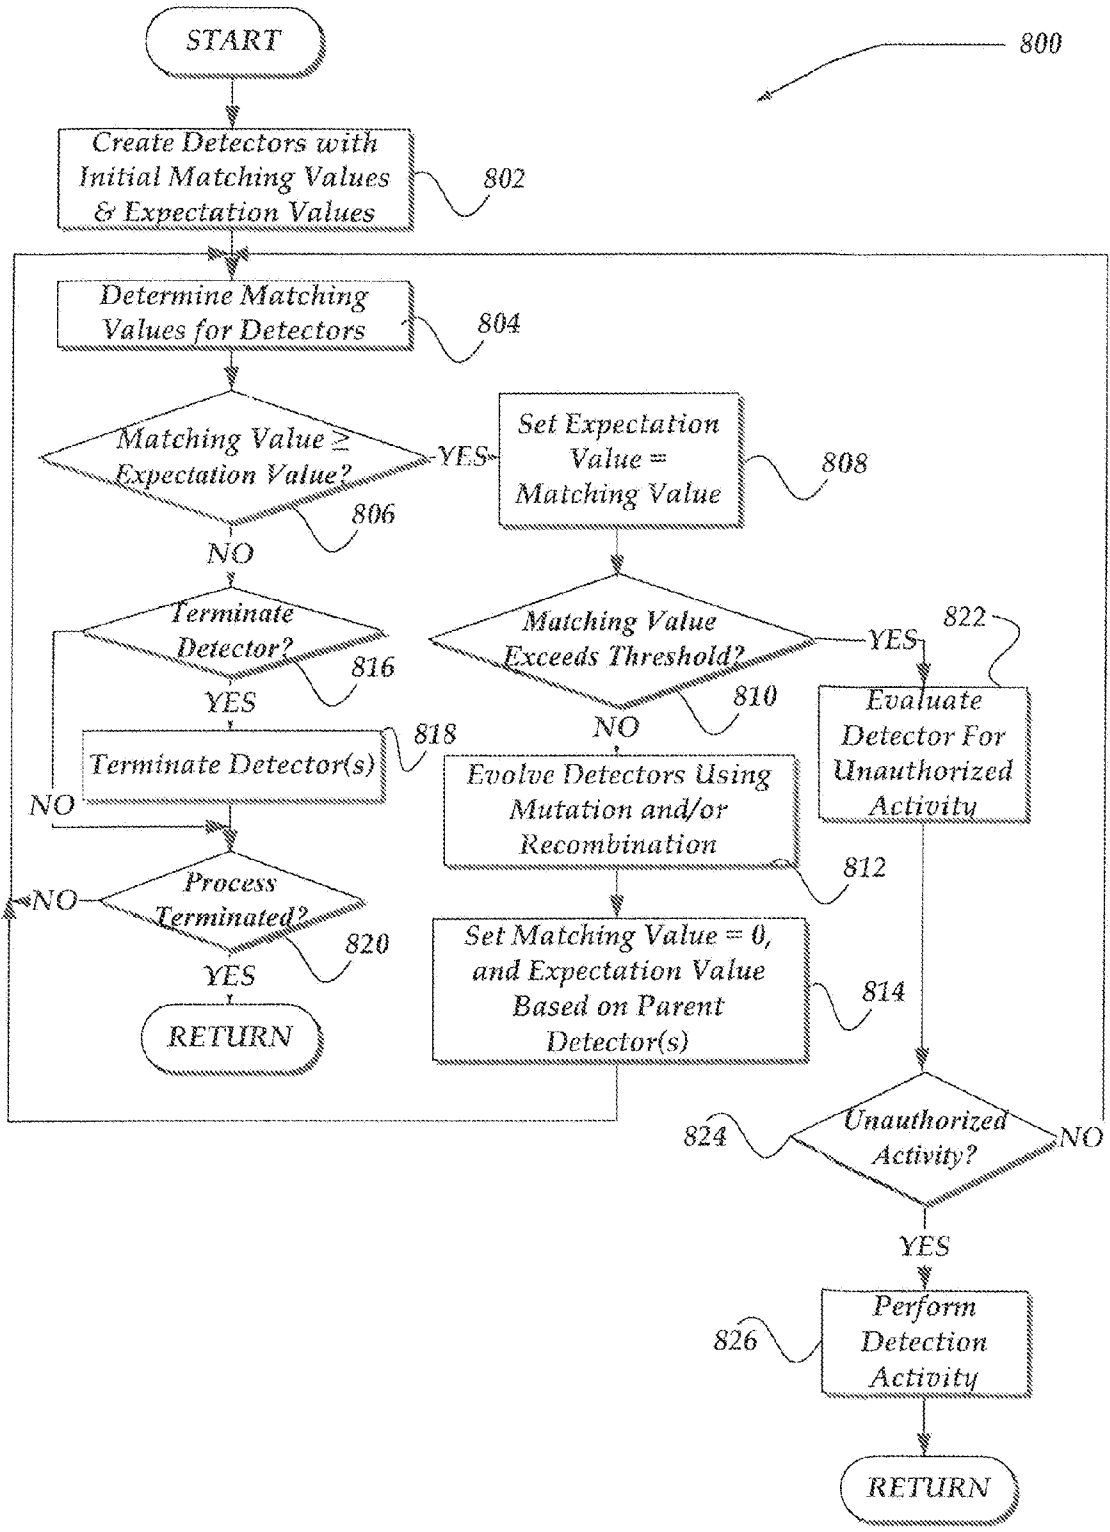 START
800
Create Detectors with
Initial Matching Values
& Expectation Values
802
Determine Matching
Values for Detectors
804
Matching Value ≥
Expectation Value?
806
YES
Set Expectation
Value =
Matching Value
808
NO
Terminate
Detector?
816
YES
Terminate Detector(s)
818
NO
Process
Terminated?
820
NO
YES
RETURN
Matching Value
Exceeds Threshold?
810
YES
NO
Evolve Detectors Using
Mutation and/or
Recombination
812
Set Matching Value = 0,
and Expectation Value
Based on Parent
Detector(s)
814
822
Evaluate
Detector For
Unauthorized
Activity
Unauthorized
Activity?
824
NO
YES
Perform
Detection
Activity
826
RETURN